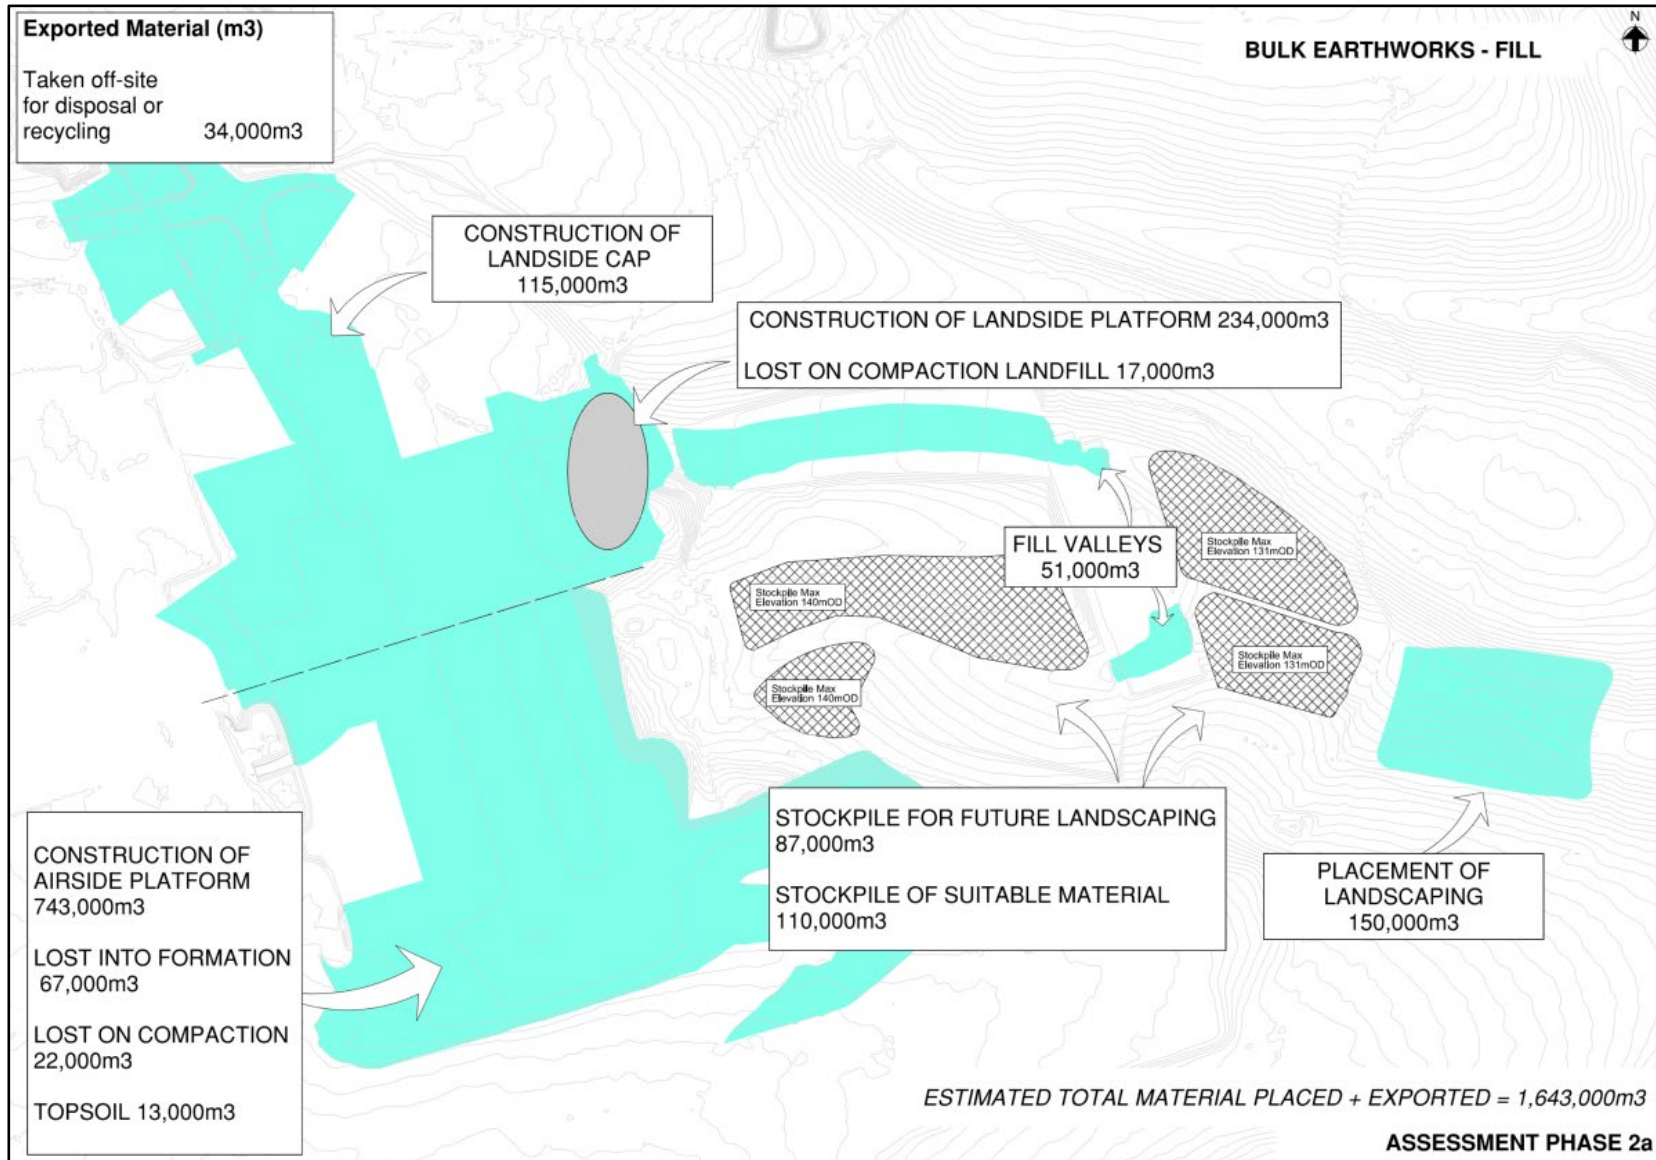 Exported Material (m3)
Taken off-site
for disposal or
recycling 34,000m3
BULK EARTHWORKS - FILL
N
CONSTRUCTION OF
LANDSIDE CAP
115,000m3
CONSTRUCTION OF LANDSIDE PLATFORM 234,000m3
LOST ON COMPACTION LANDFILL 17,000m3
FILL VALLEYS
51,000m3
Stockpile Max
Elevation 131mOD
Stockpile Max
Elevation 140mOD
Stockpile Max
Elevation 131mOD
Stockpile Max
Elevation 140mOD
CONSTRUCTION OF
AIRSIDE PLATFORM
743,000m3
LOST INTO FORMATION
67,000m3
LOST ON COMPACTION
22,000m3
TOPSOIL 13,000m3
STOCKPILE FOR FUTURE LANDSCAPING
87,000m3
STOCKPILE OF SUITABLE MATERIAL
110,000m3
PLACEMENT OF
LANDSCAPING
150,000m3
ESTIMATED TOTAL MATERIAL PLACED + EXPORTED = 1,643,000m3
ASSESSMENT PHASE 2a